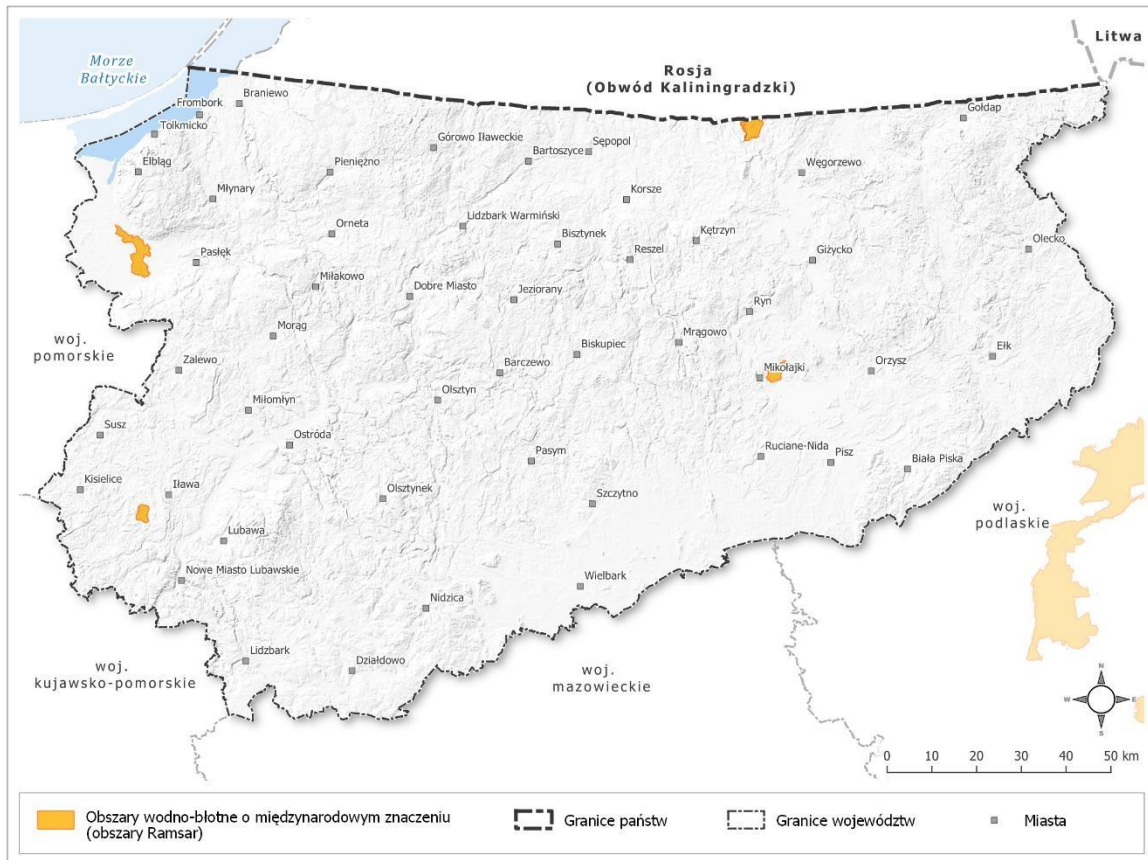 Litwa
Morze
Bałtyckie
Rosja
(Obwód Kaliningradzki)
Braniewo
Frombork
Gołdap
Tolkmicko
Górowo Iławeckie
Sępopol
Bartoszyce
Elbląg
Pieniężno
Węgorzewo
Młynary
Korsze
Lidzbark Warmiński
Orneta
Bisztynek
Kętrzyn
Olecko
Pasłęk
Reszel
Giżycko
Miłakowo
Dobre Miasto
Jeziorany
Ryn
Morąg
Mrągowo
woj.
pomorskie
Biskupiec
Ełk
Zalewo
Barczewo
Mikołajki
Orzysz
Olsztyn
Miłomłyn
Susz
Ostróda
Pasym
Ruciane-Nida
Pisz
Biała Piska
Kisielice
Iława
Olsztynek
Szczytno
woj.
podlaskie
Lubawa
Nowe Miasto Lubawskie
Wielbark
Nidzica
Lidzbark
Działdowo
woj.
kujawsko-pomorskie
woj.
mazowieckie
N
W
E
S
0 10 20 30 40 50 km
Obszary wodno-błotne o międzynarodowym znaczeniu
(obszary Ramsar)
Granice państw
Granice województw
Miasta